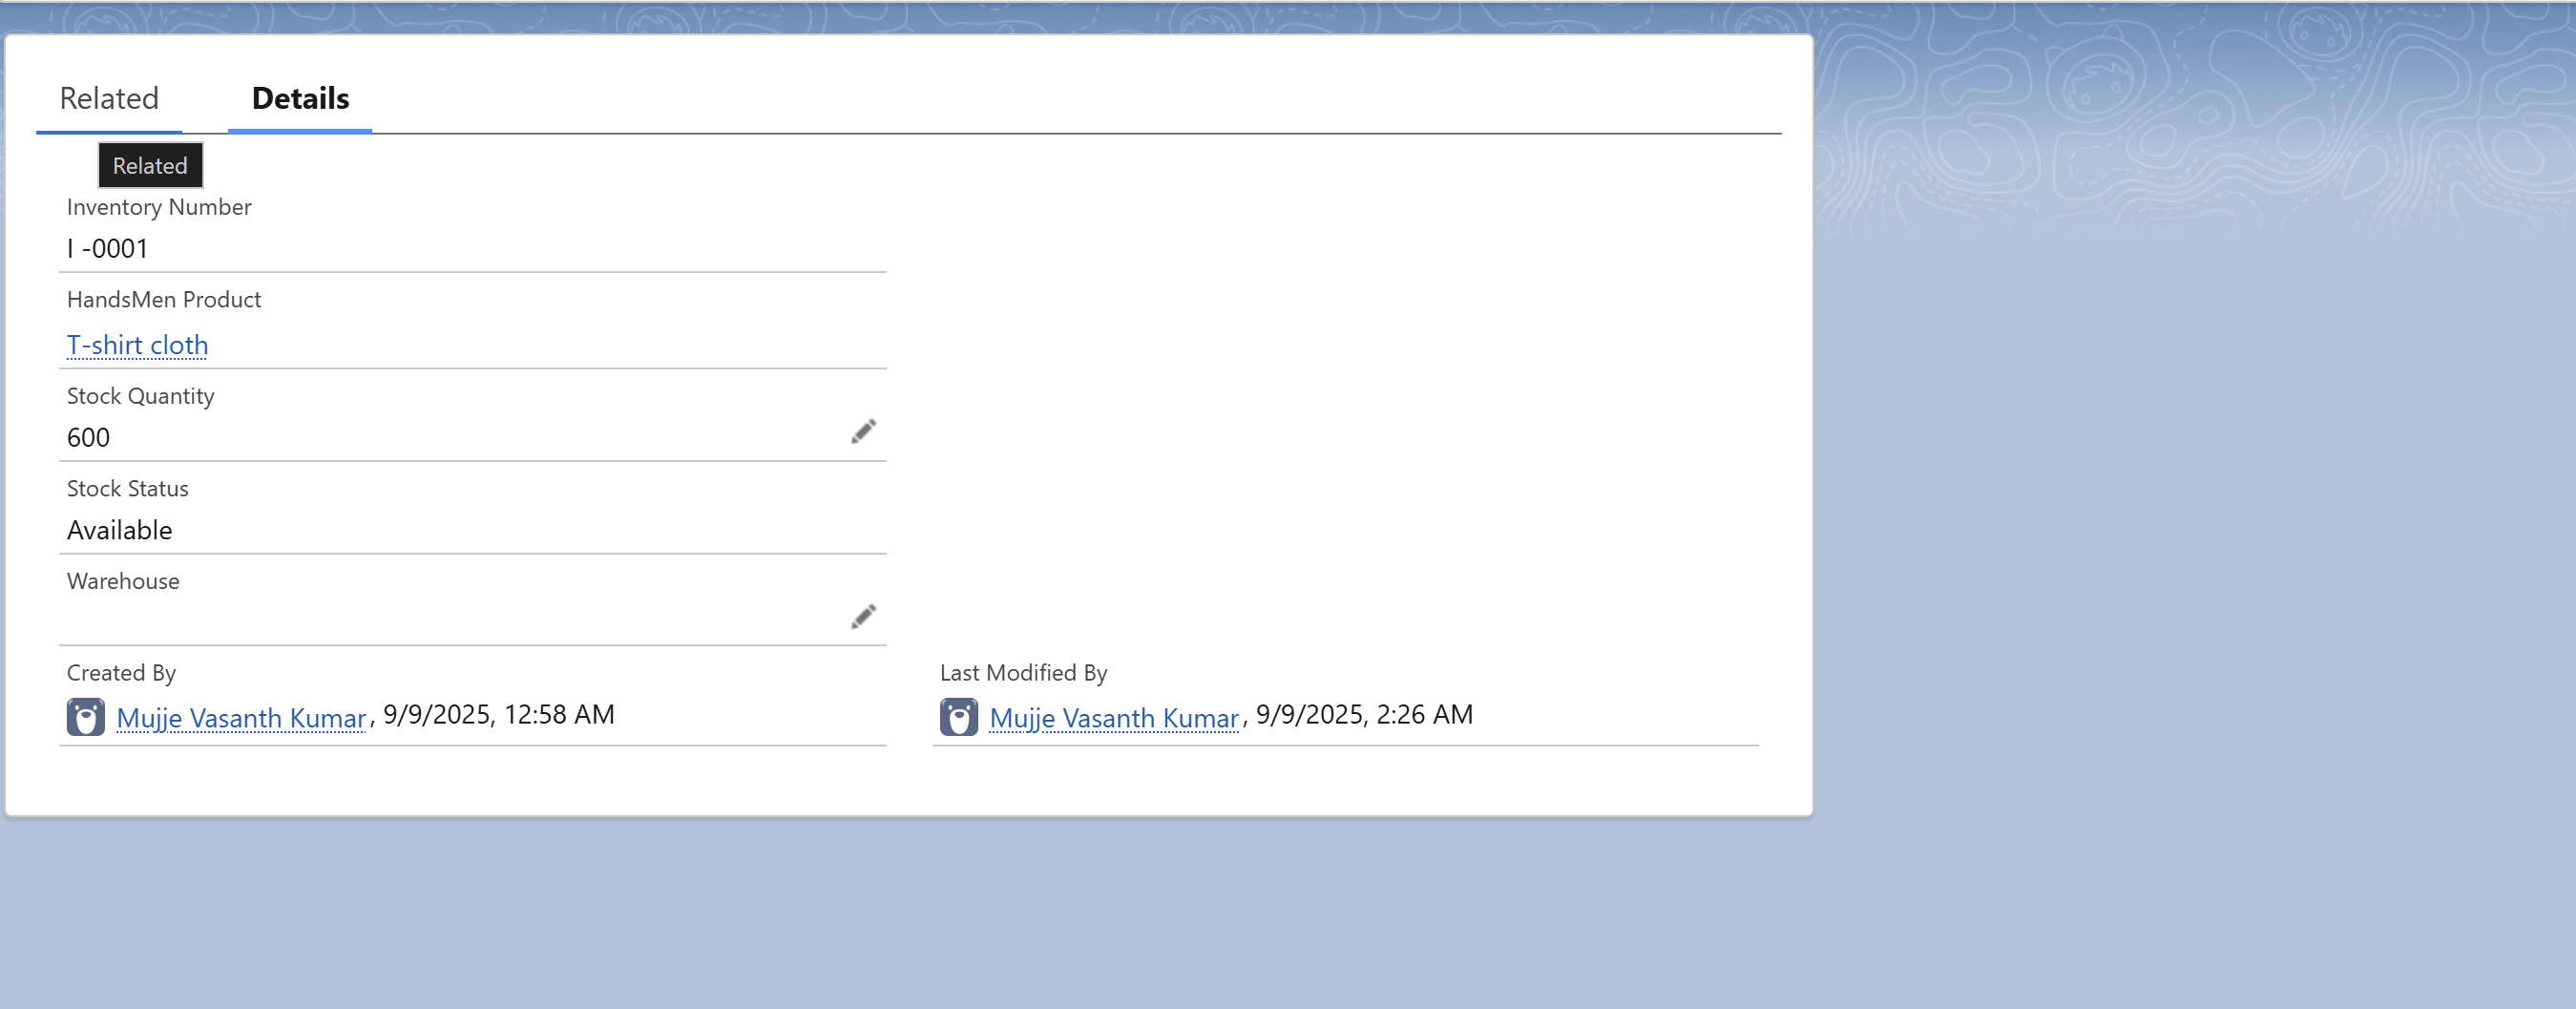 Related Details
Related
Inventory Number
I -0001
HandsMen Product
T-shirt cloth
Stock Quantity
600
Stock Status
Available
Warehouse
Created By
Mujje Vasanth Kumar, 9/9/2025, 12:58 AM
Last Modified By
Mujje Vasanth Kumar, 9/9/2025, 2:26 AM